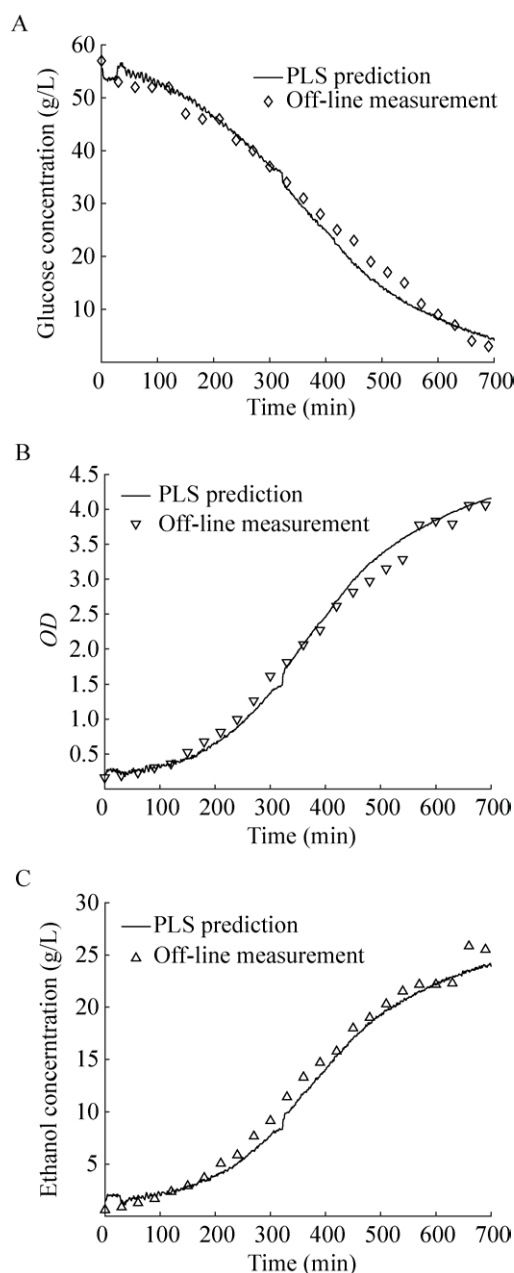 A
60
50
40
30
20
10
Glucose concentration (g/L)
PLS prediction
Off-line measurement
0 100 200 300 400 500 600 700
Time (min)
B
4.5
4.0
3.5
3.0
2.5
2.0
1.5
1.0
0.5
OD
PLS prediction
Off-line measurement
0 100 200 300 400 500 600 700
Time (min)
C
30
25
20
15
10
5
Ethanol concerntration (g/L)
PLS prediction
Off-line measurement
0 100 200 300 400 500 600 700
Time (min)